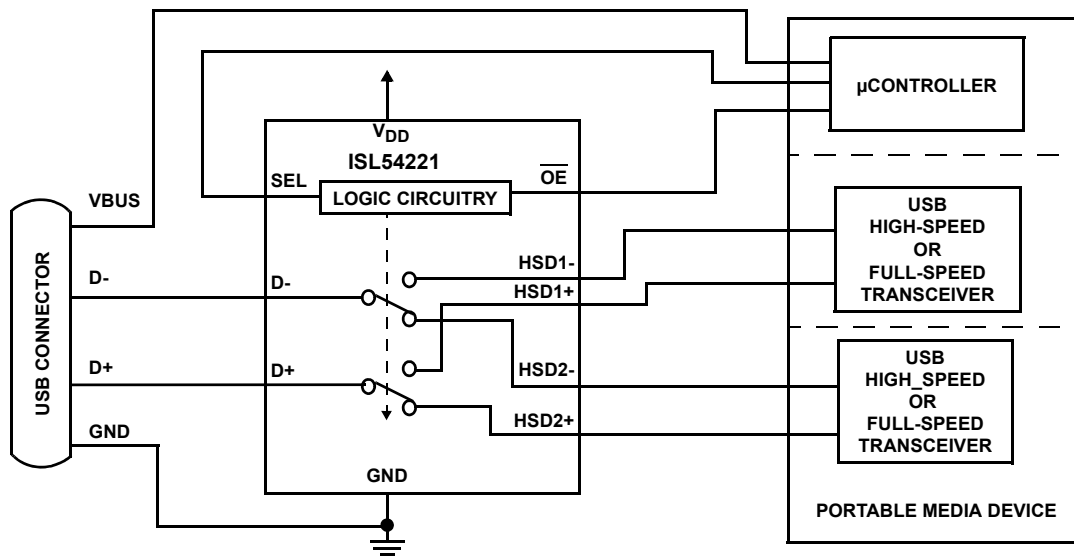 µCONTROLLER
VDD
ISL54221
SEL
OE
LOGIC CIRCUITRY
VBUS
USB
HIGH-SPEED
OR
FULL-SPEED
TRANSCEIVER
USB CONNECTOR
D-
D-
HSD1-
HSD1+
D+
D+
HSD2-
HSD2+
USB
HIGH_SPEED
OR
FULL-SPEED
TRANSCEIVER
GND
GND
PORTABLE MEDIA DEVICE